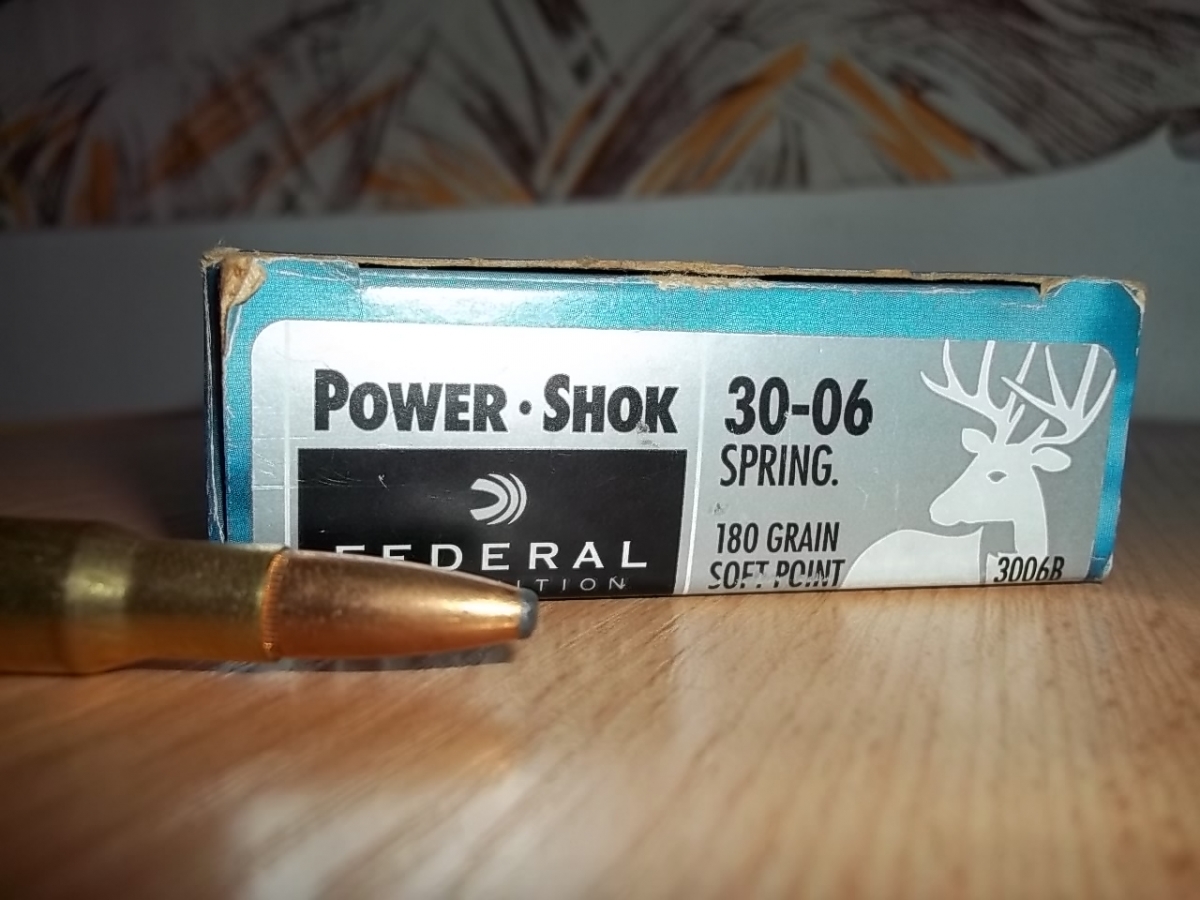 POWER·SHOK
FEDERAL
30-06
SPRING.
180 GRAIN
SOFT POINT
3006B